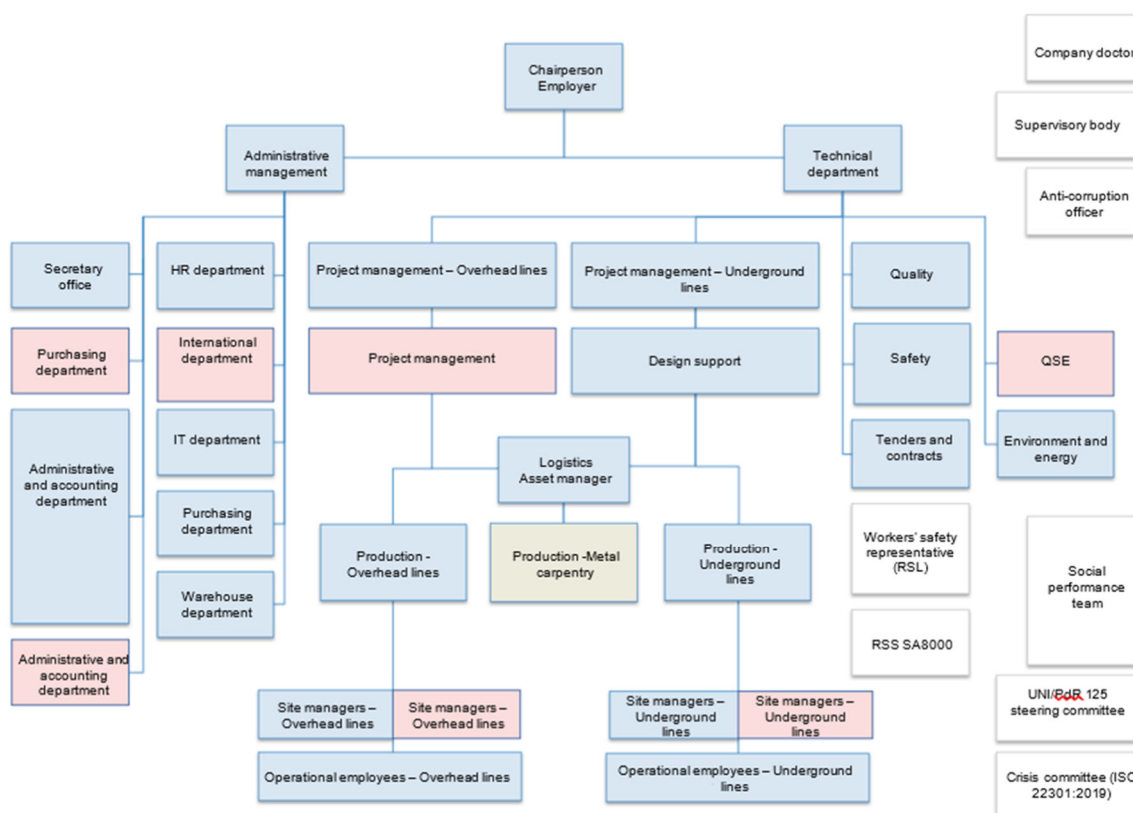 Chairperson
Employer
Company doctor
Supervisory body
Anti-corruption
officer
Administrative
management
Technical
department
Secretary
office
HR department
Project management – Overhead lines
Project management – Underground
lines
Quality
Purchasing
department
International
department
Project management
Design support
Safety
QSE
Administrative
and accounting
department
IT department
Logistics
Asset manager
Tenders and
contracts
Environment and
energy
Purchasing
department
Production -
Overhead lines
Production -Metal
carpentry
Production -
Underground
lines
Workers' safety
representative
(RSL)
Social
performance
team
Warehouse
department
RSS SA8000
Administrative and
accounting
department
Site managers –
Overhead lines
Site managers –
Overhead lines
Site managers –
Underground
lines
Site managers –
Underground
lines
UNI/PdR 125
steering committee
Operational employees – Overhead lines
Operational employees – Underground
lines
Crisis committee (ISO
22301:2019)